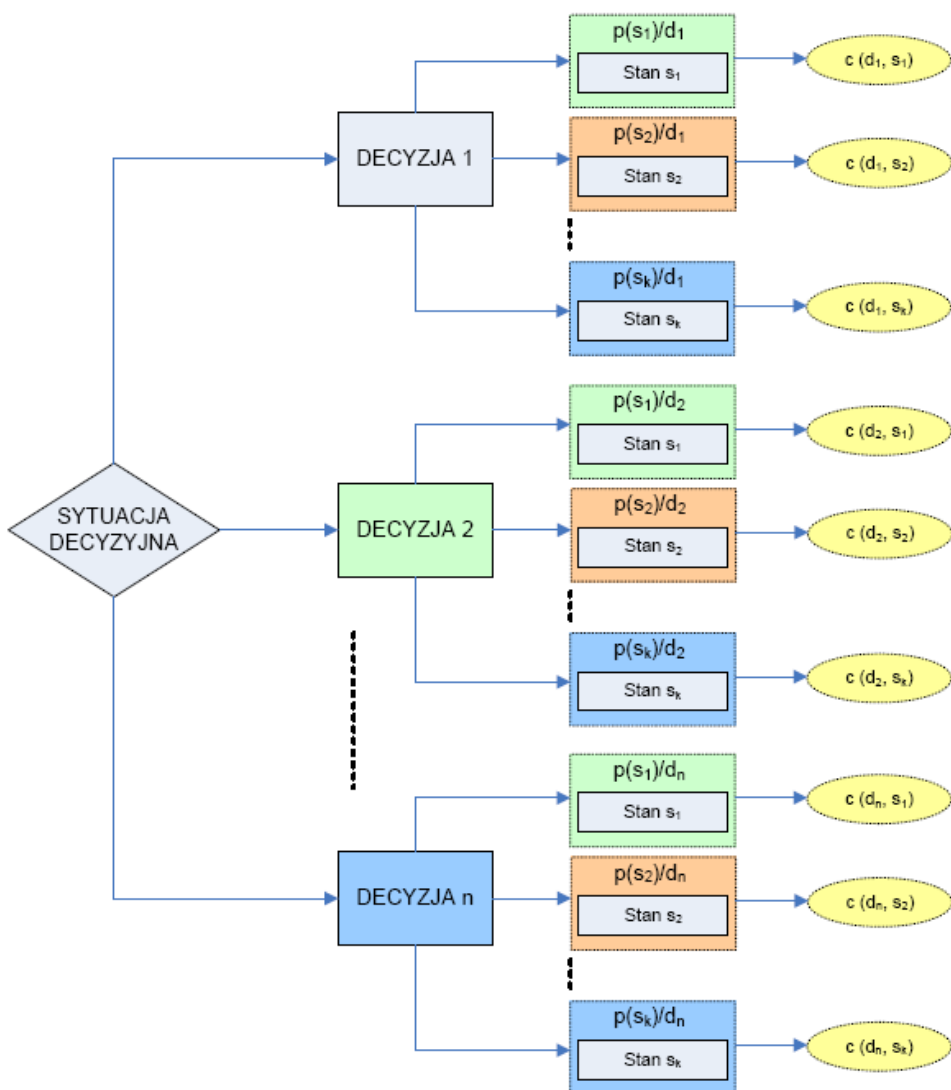 p(s₁)/d₁
Stan s₁
c (d₁, s₁)
DECYZJA 1
p(s₂)/d₁
Stan s₂
c (d₁, s₂)
p(sₖ)/d₁
Stan sₖ
c (d₁, sₖ)
p(s₁)/d₂
Stan s₁
c (d₂, s₁)
SYTUACJA
DECYZYJNA
DECYZJA 2
p(s₂)/d₂
Stan s₂
c (d₂, s₂)
p(sₖ)/d₂
Stan sₖ
c (d₂, sₖ)
p(s₁)/dₙ
Stan s₁
c (dₙ, s₁)
DECYZJA n
p(s₂)/dₙ
Stan s₂
c (dₙ, s₂)
p(sₖ)/dₙ
Stan sₖ
c (dₙ, sₖ)